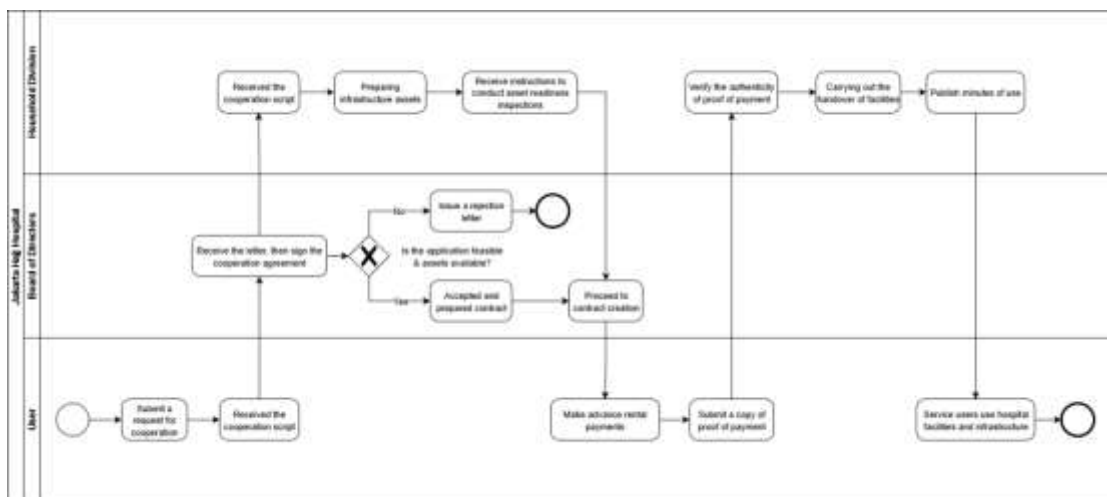 Jakarta Hajj Hospital
Household Division
Received the
cooperation script
Preparing
infrastructure assets
Receive instructions to
conduct asset readiness
inspections
Verify the authenticity
of proof of payment
Carrying out the
handover of facilities
Publish minutes of use
Board of Directors
Receive the letter, then sign the
cooperation agreement
No
Issue a rejection
letter
Is the application feasible
& assets available?
Yes
Accepted and
prepared contract
Proceed to
contract creation
User
Submit a
request for
cooperation
Received the
cooperation script
Make advance rental
payments
Submit a copy of
proof of payment
Service users use hospital
facilities and infrastructure